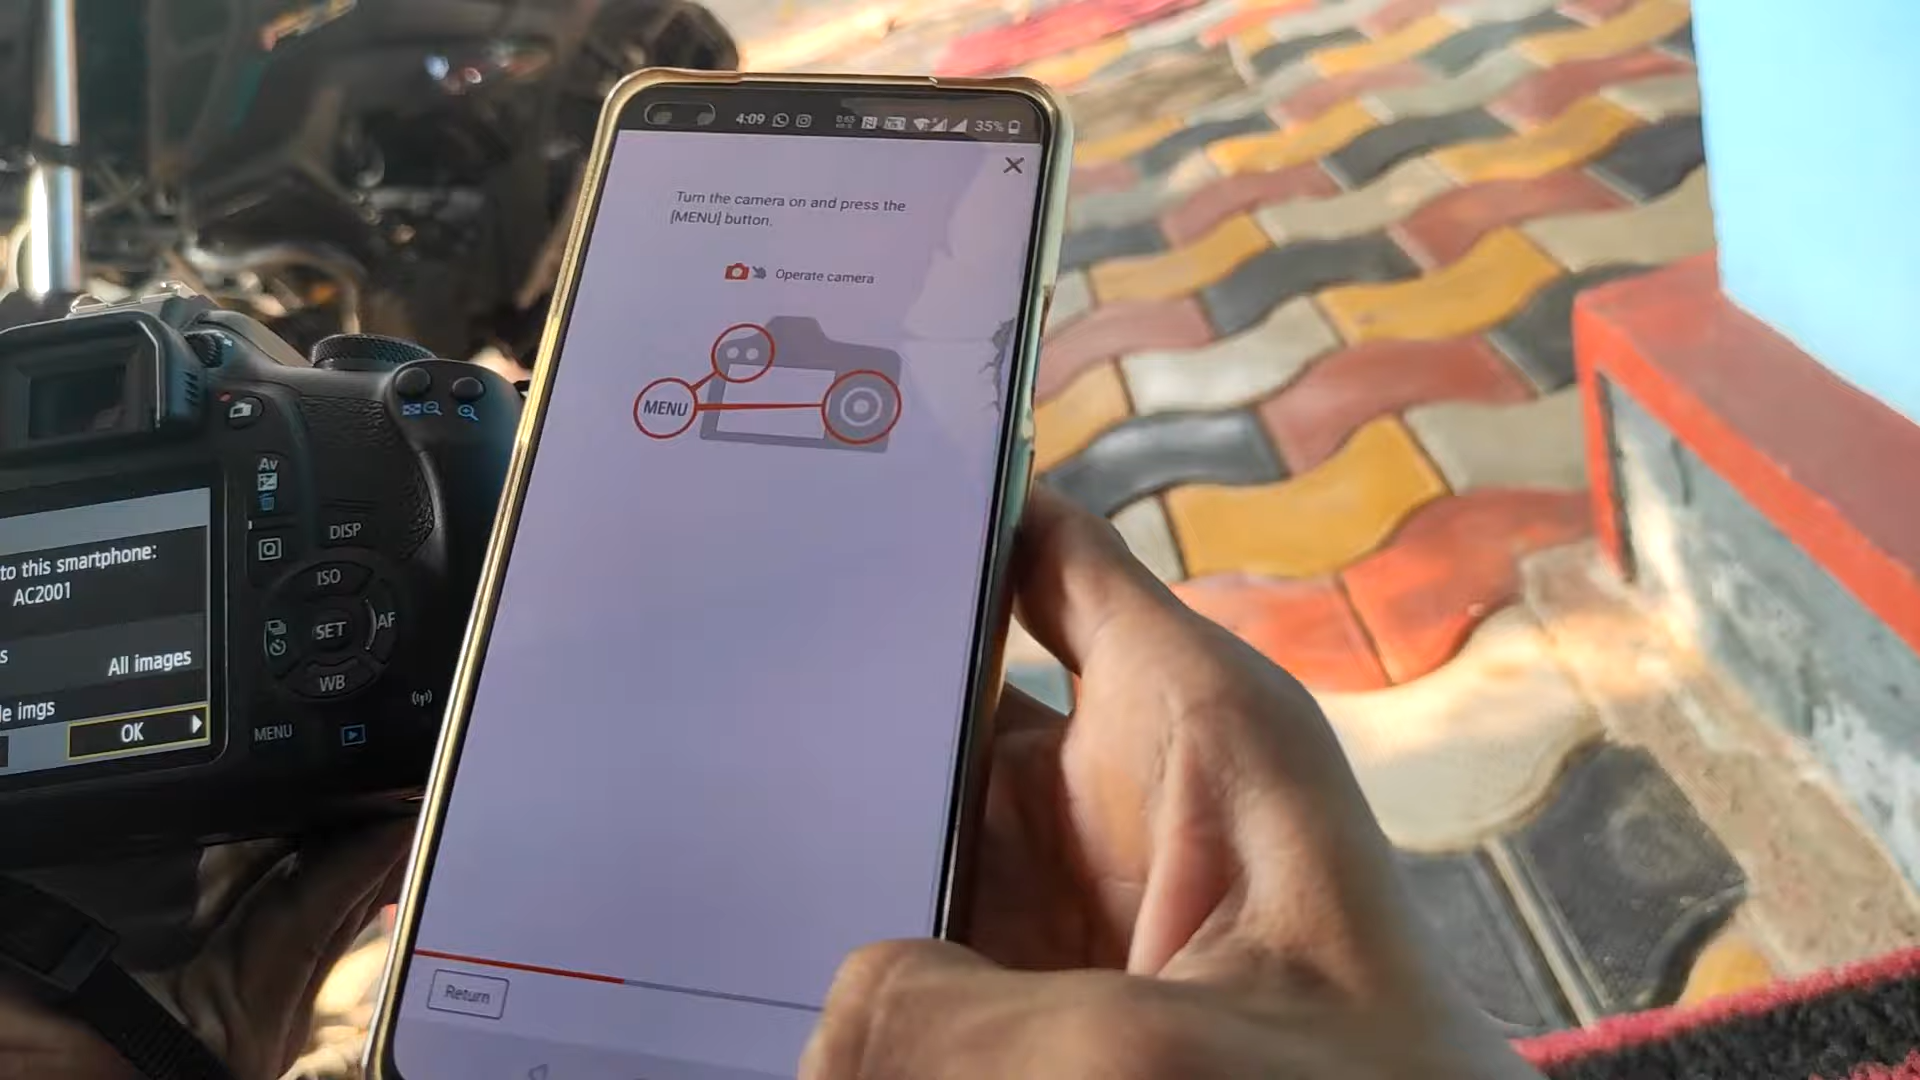 4:09
35%
Turn the camera on and press the
[MENU] button.
Operate camera
MENU
Return
Av
Q
DISP
ISO
AF
SET
WB
MENU
to this smartphone:
AC2001
s
All images
le imgs
OK